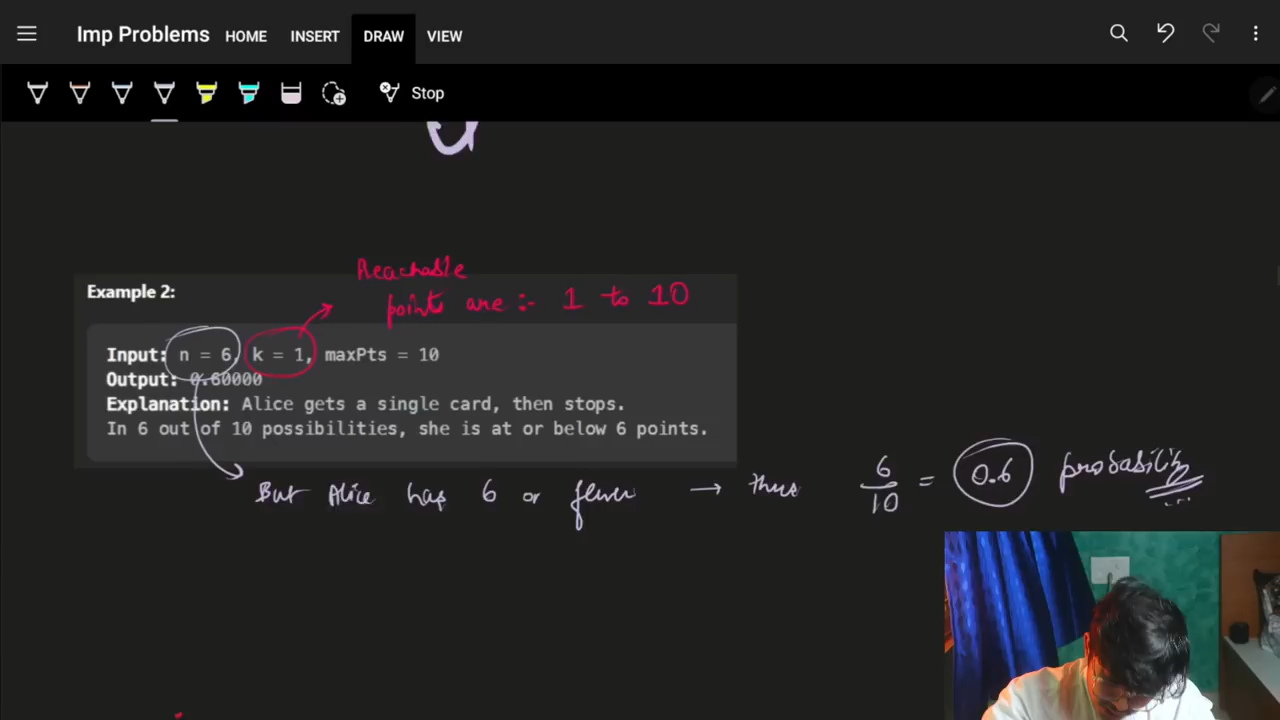 Imp Problems HOME INSERT DRAW VIEW
Stop
Reachable
points are :- 1 to 10
Example 2:
Input: n = 6, k = 1, maxPts = 10
Output: 0.60000
Explanation: Alice gets a single card, then stops.
In 6 out of 10 possibilities, she is at or below 6 points.
But Alice has 6 or fewer → thus 6/10 = 0.6 probability